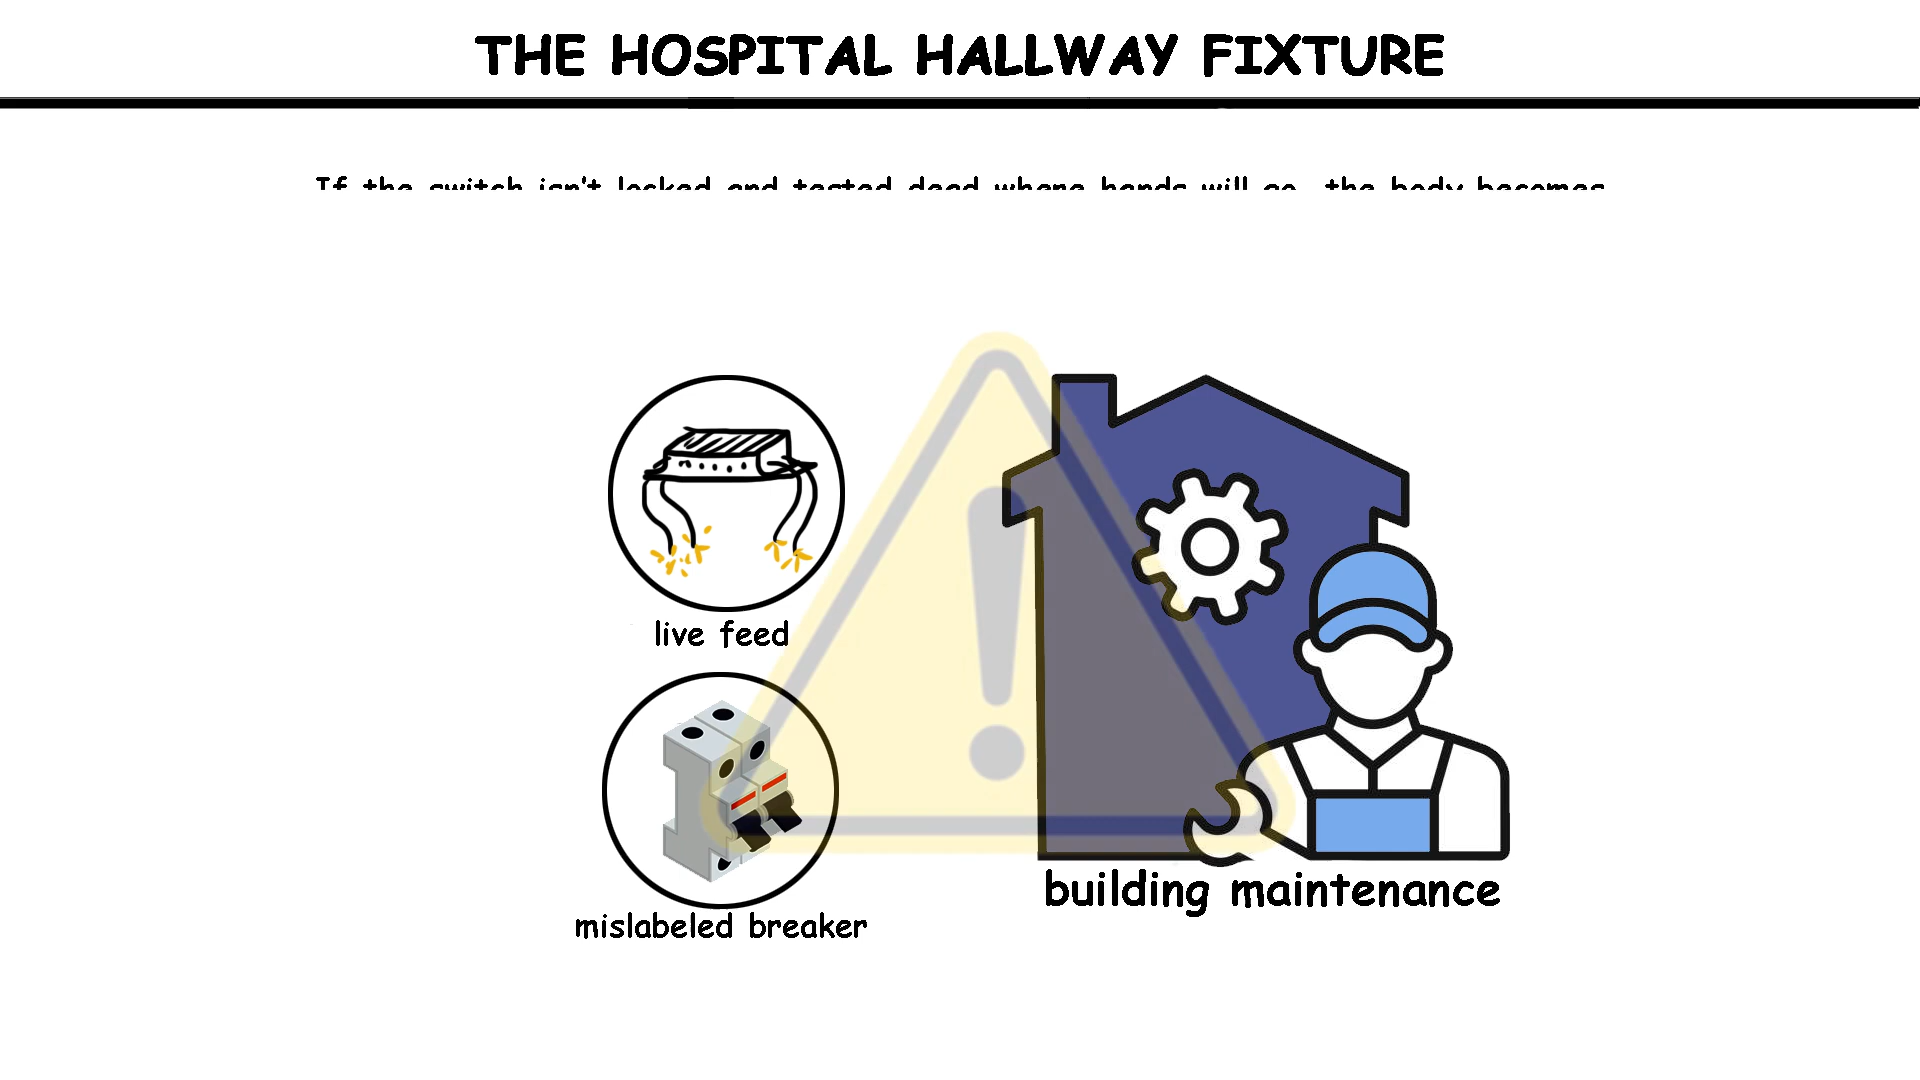 THE HOSPITAL HALLWAY FIXTURE
If the switch isn't locked and tested dead where hands will go, the body becomes
live feed
mislabeled breaker
building maintenance